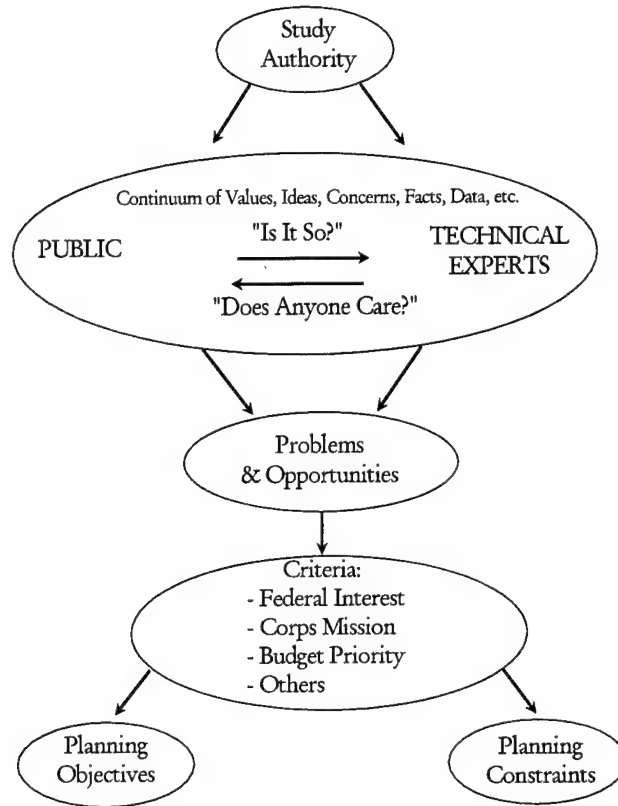 Study
Authority
Continuum of Values, Ideas, Concerns, Facts, Data, etc.
"Is It So?"
PUBLIC
TECHNICAL
EXPERTS
"Does Anyone Care?"
Problems
& Opportunities
Criteria:
- Federal Interest
- Corps Mission
- Budget Priority
- Others
Planning
Objectives
Planning
Constraints